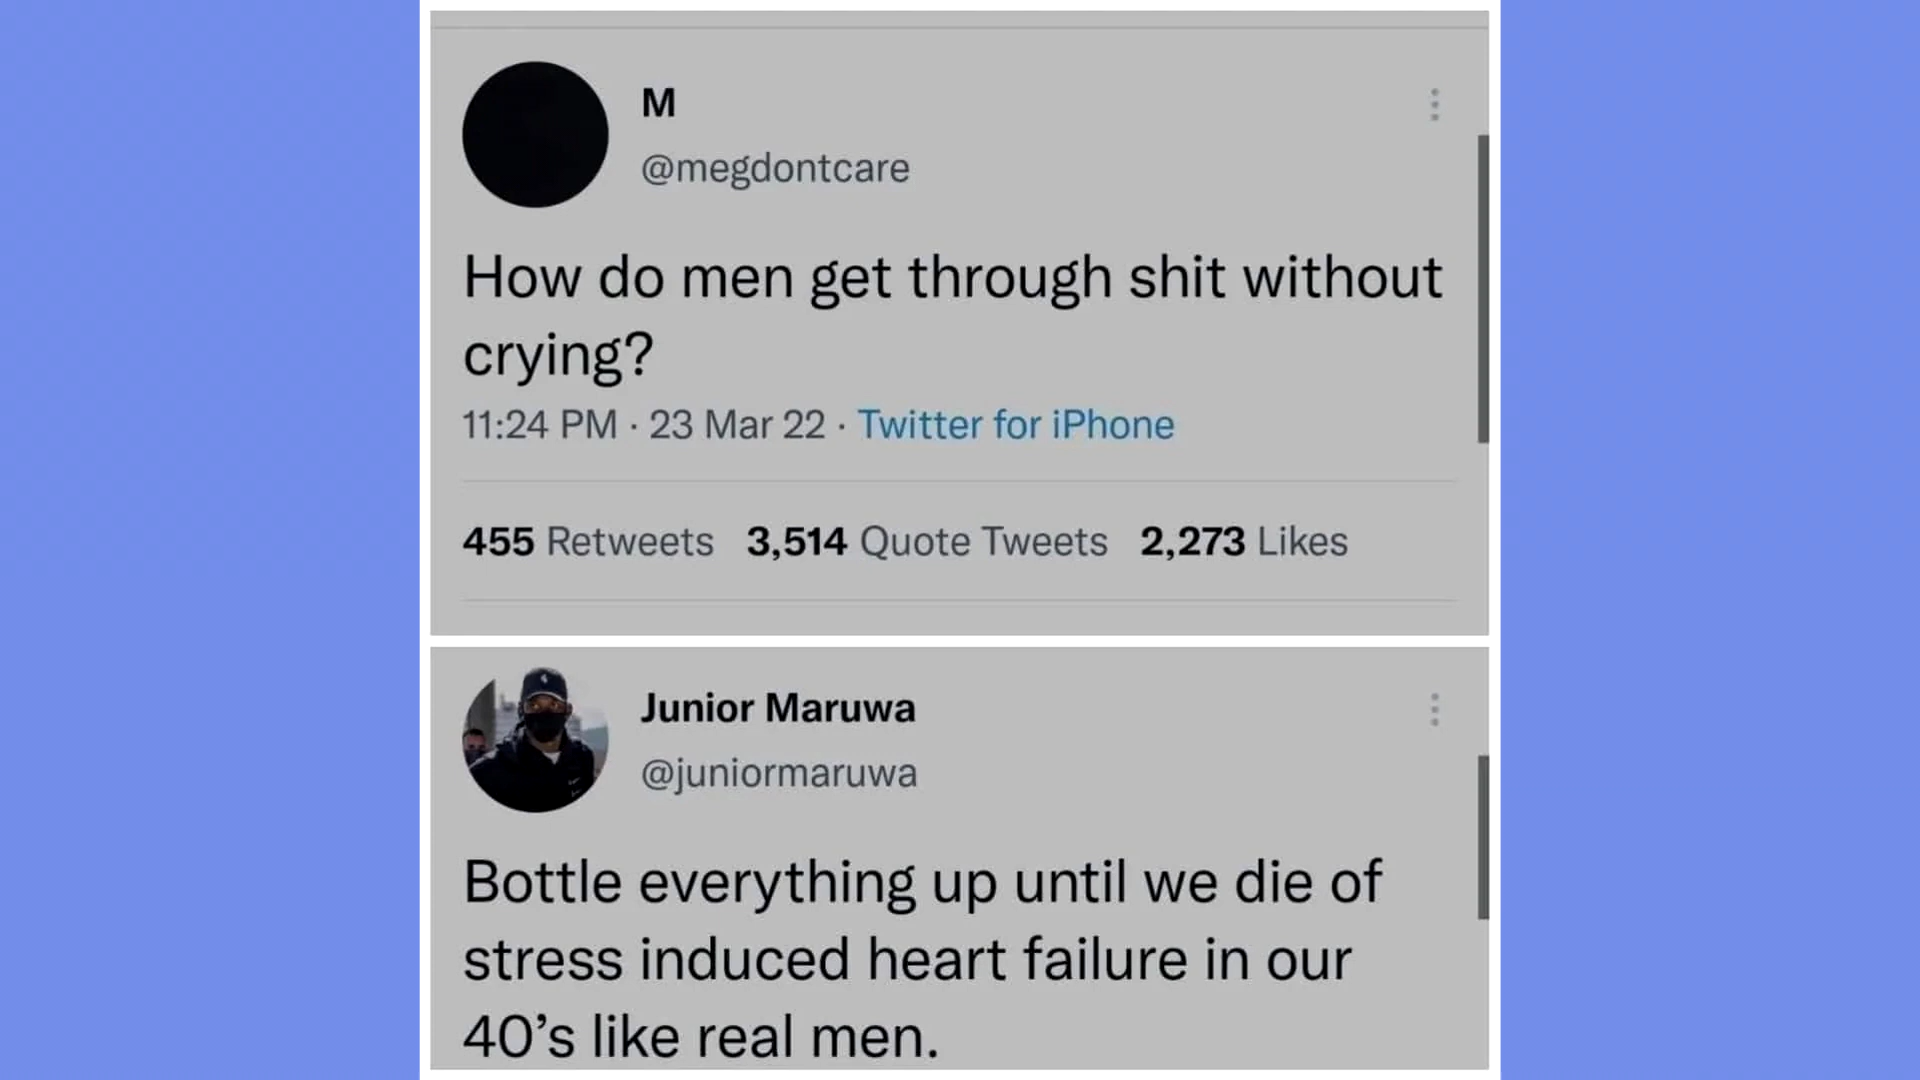 M
@megdontcare
How do men get through shit without
crying?
11:24 PM · 23 Mar 22 · Twitter for iPhone
455 Retweets 3,514 Quote Tweets 2,273 Likes
Junior Maruwa
@juniormaruwa
Bottle everything up until we die of
stress induced heart failure in our
40’s like real men.